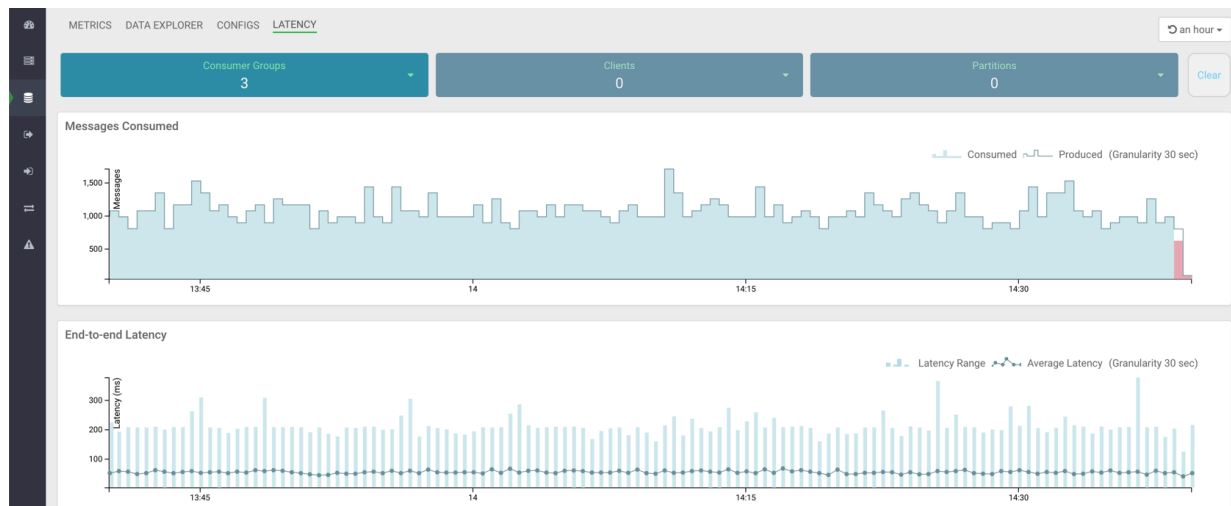 METRICS DATA EXPLORER CONFIGS LATENCY
an hour
Consumer Groups
3
Clients
0
Partitions
0
Clear
Messages Consumed
Consumed Produced (Granularity 30 sec)
Messages
1,500
1,000
500
13:45 14 14:15 14:30
End-to-end Latency
Latency Range Average Latency (Granularity 30 sec)
Latency (ms)
300
200
100
13:45 14 14:15 14:30